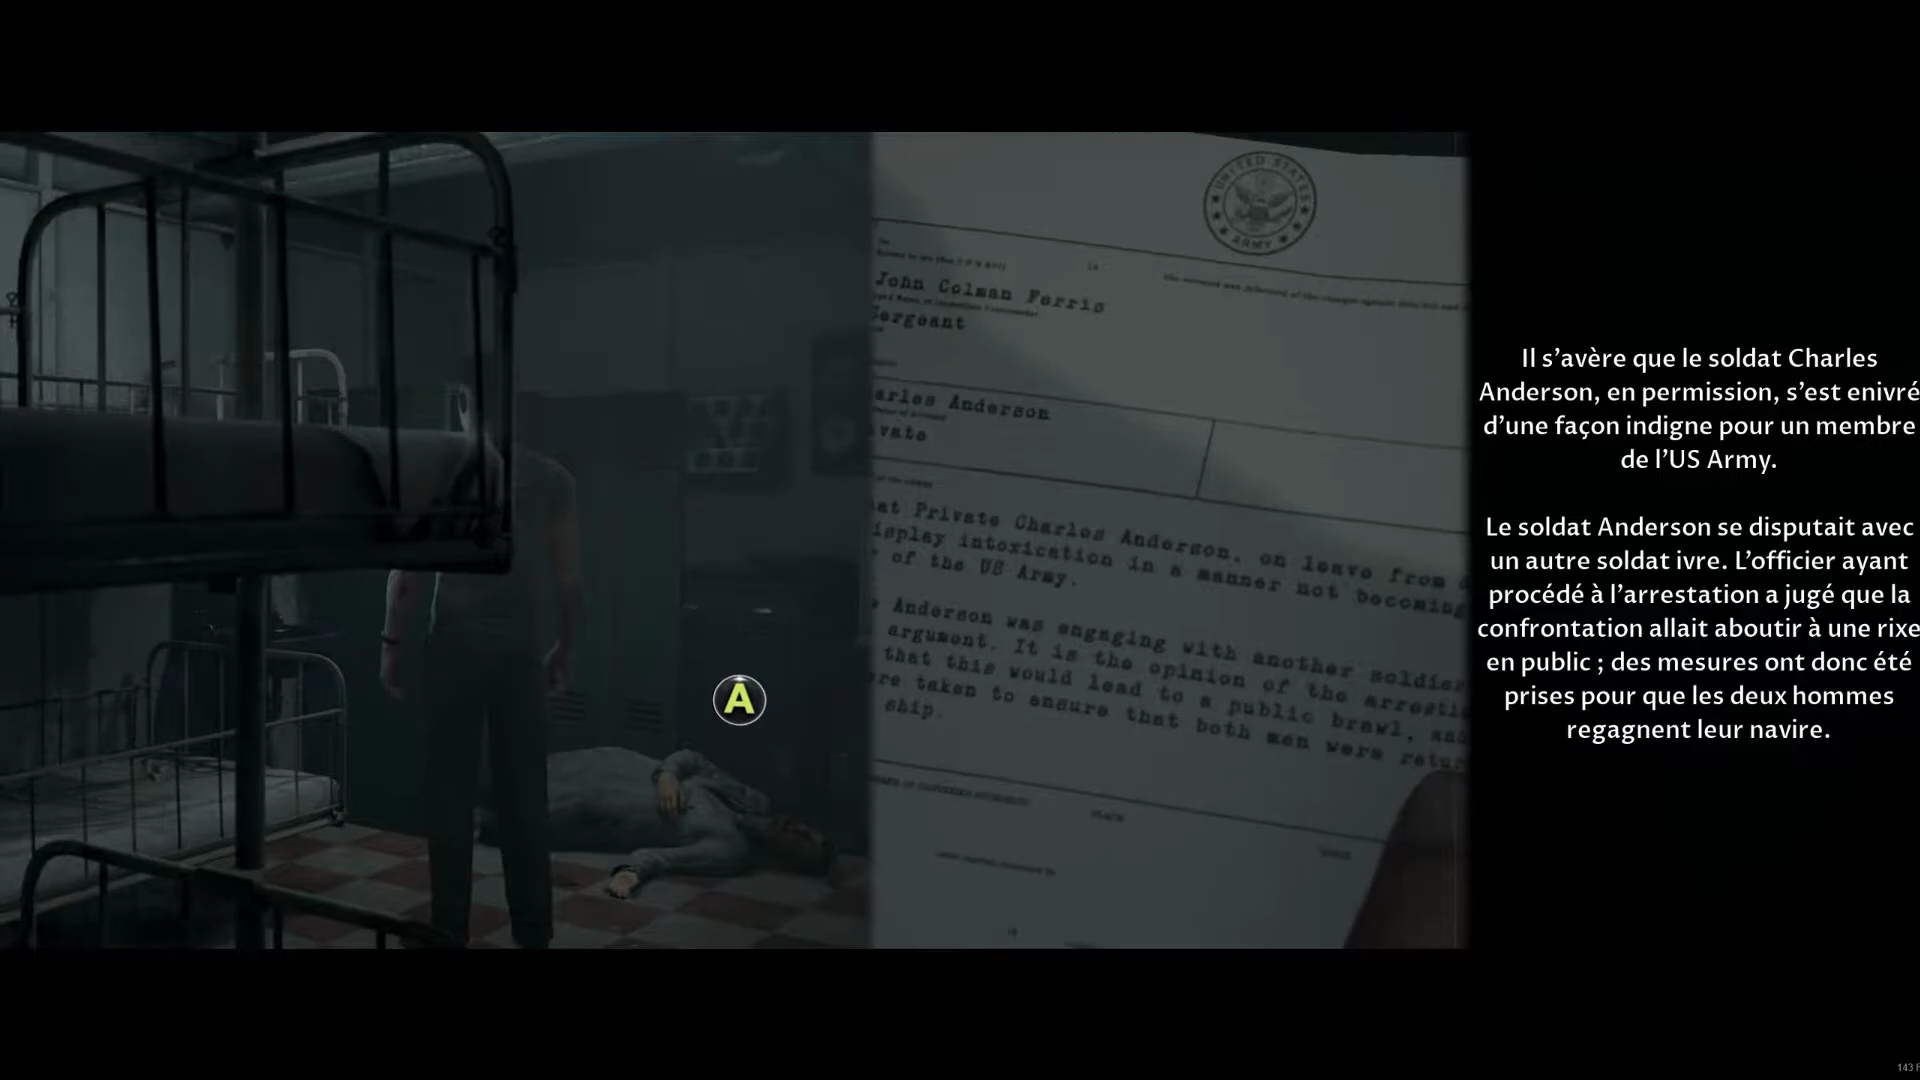 UNITED STATES
ARMY
John Colman Ferris
Sergeant
arles Anderson
vate
at Private Charles Anderson, on leave from
isplay intoxication in a manner not becoming
of the US Army.
Anderson was engaging with another soldier
argument. It is the opinion of the arresti
that this would lead to a public brawl, and
re taken to ensure that both men were retur
ship.
PLACE
A
Il s'avère que le soldat Charles
Anderson, en permission, s'est enivré
d'une façon indigne pour un membre
de l'US Army.
Le soldat Anderson se disputait avec
un autre soldat ivre. L'officier ayant
procédé à l'arrestation a jugé que la
confrontation allait aboutir à une rixe
en public ; des mesures ont donc été
prises pour que les deux hommes
regagnent leur navire.
143 F